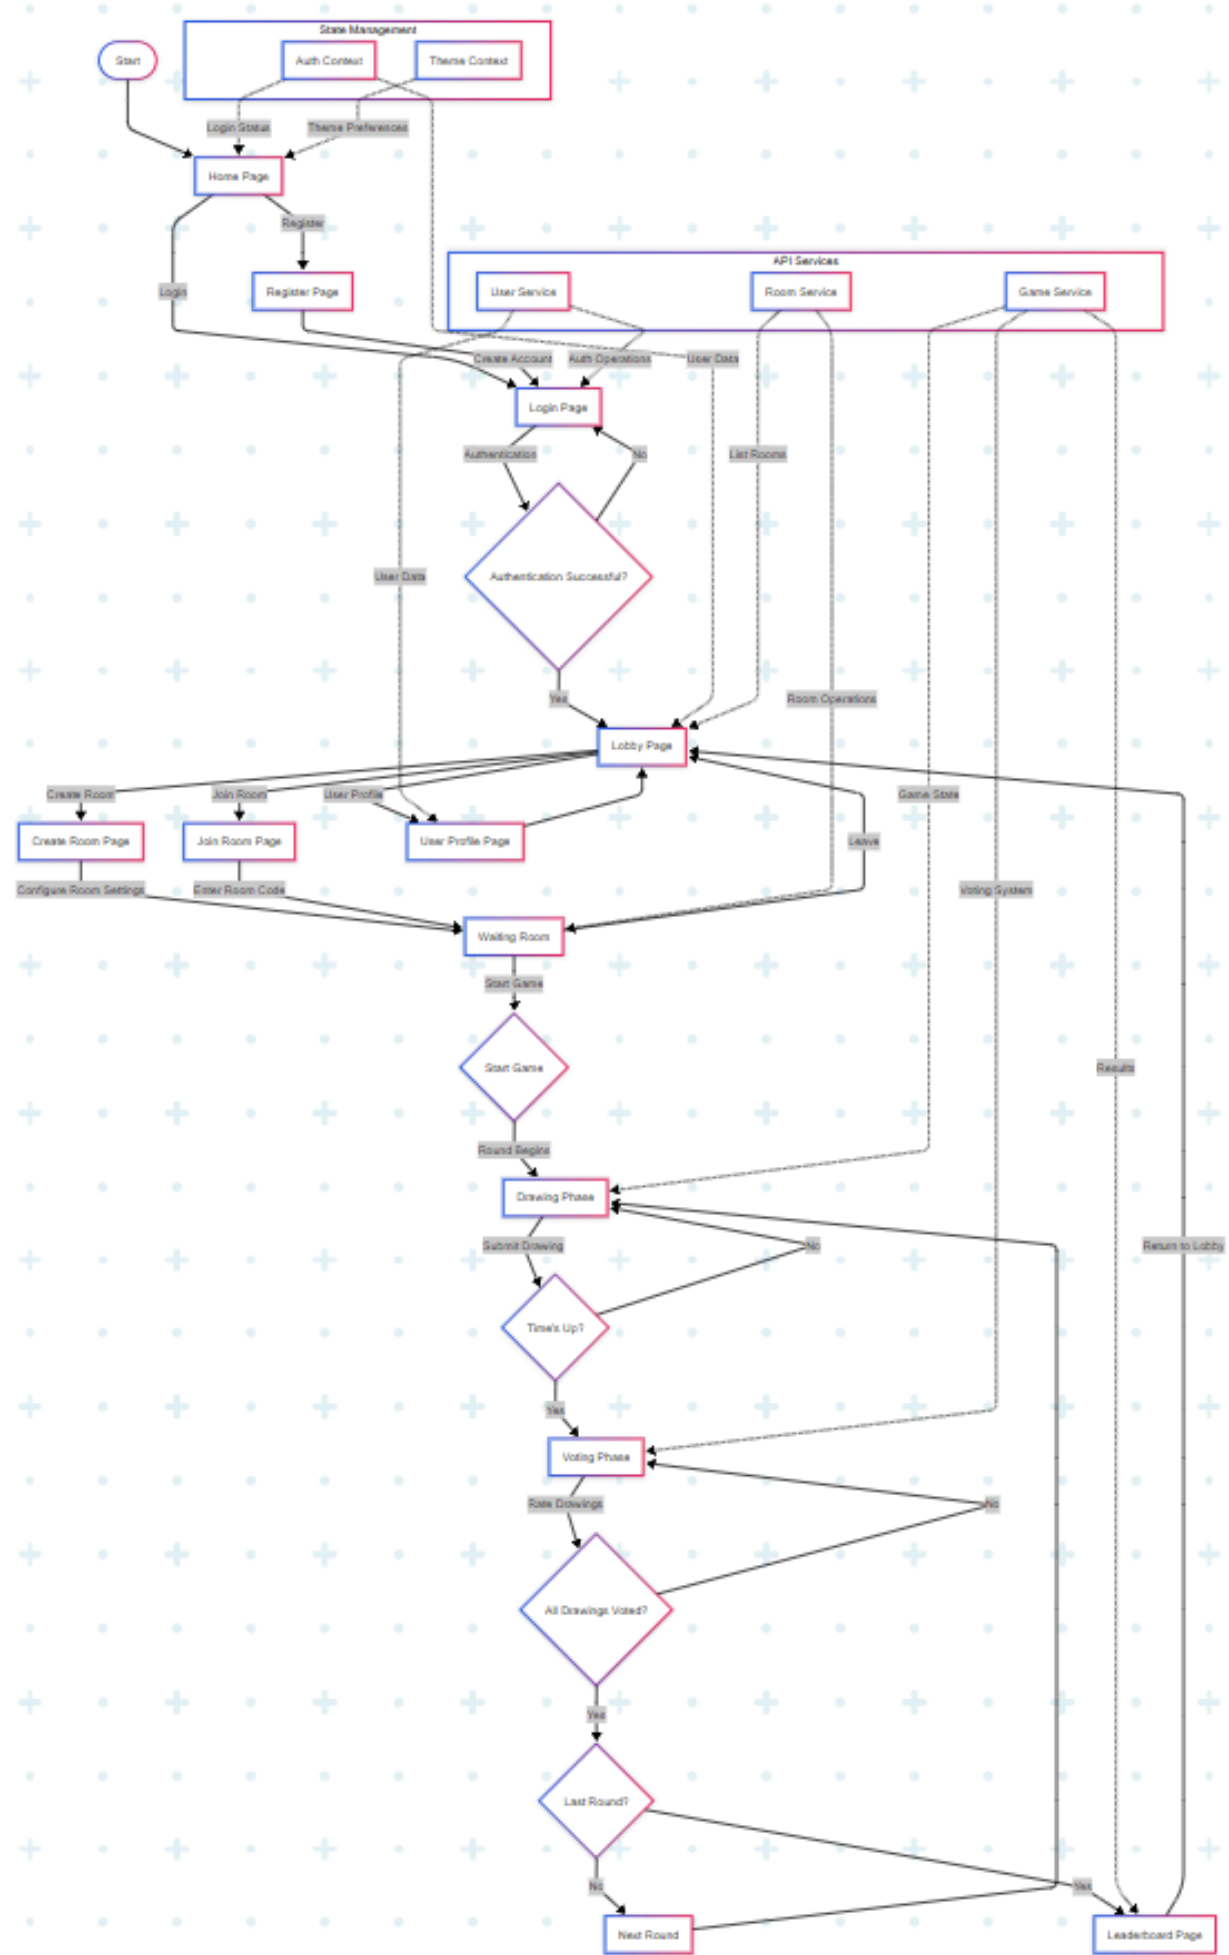 State Management
Start
Auth Context
Theme Context
Login Status
Theme Preferences
Home Page
Register
API Services
Login
Register Page
User Service
Room Service
Game Service
Create Account
Auth Operations
User Data
Login Page
Authentication
No
List Rooms
User Data
Authentication Successful?
Yes
Room Operations
Lobby Page
Create Room
Join Room
User Profile
Game State
Create Room Page
Join Room Page
User Profile Page
Leave
Configure Room Settings
Enter Room Code
Voting System
Waiting Room
Start Game
Start Game
Results
Round Begins
Drawing Phase
Submit Drawing
No
Return to Lobby
Time's Up?
Yes
Voting Phase
Rate Drawings
No
All Drawings Voted?
Yes
Last Round?
No
Yes
Next Round
Leaderboard Page